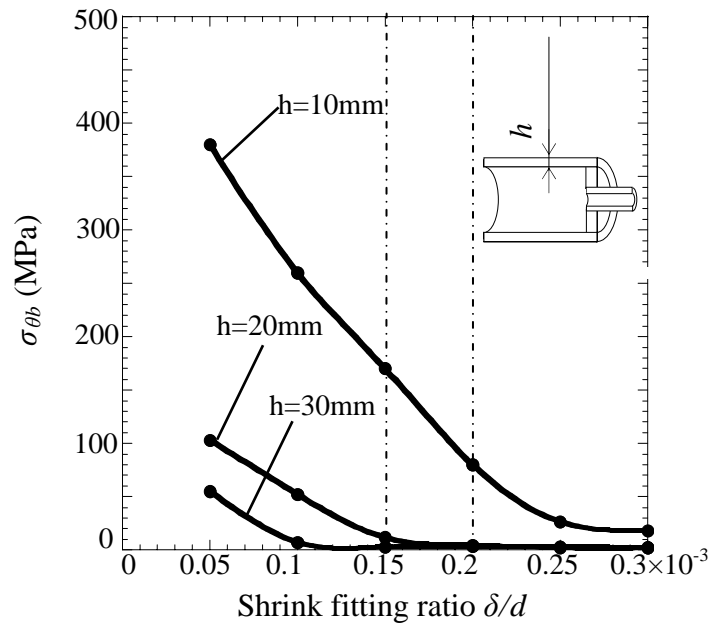 500
400
300
200
100
0
σθb (MPa)
h=10mm
h=20mm
h=30mm
h
0 0.05 0.1 0.15 0.2 0.25 0.3×10⁻³
Shrink fitting ratio δ/d